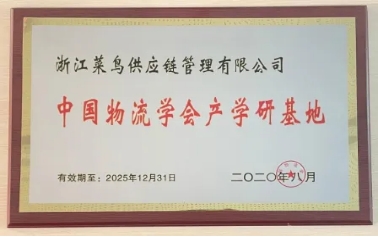 浙江菜鸟供应链管理有限公司
中国物流学会产学研基地
有效期至：2025年12月31日
二〇二〇年八月